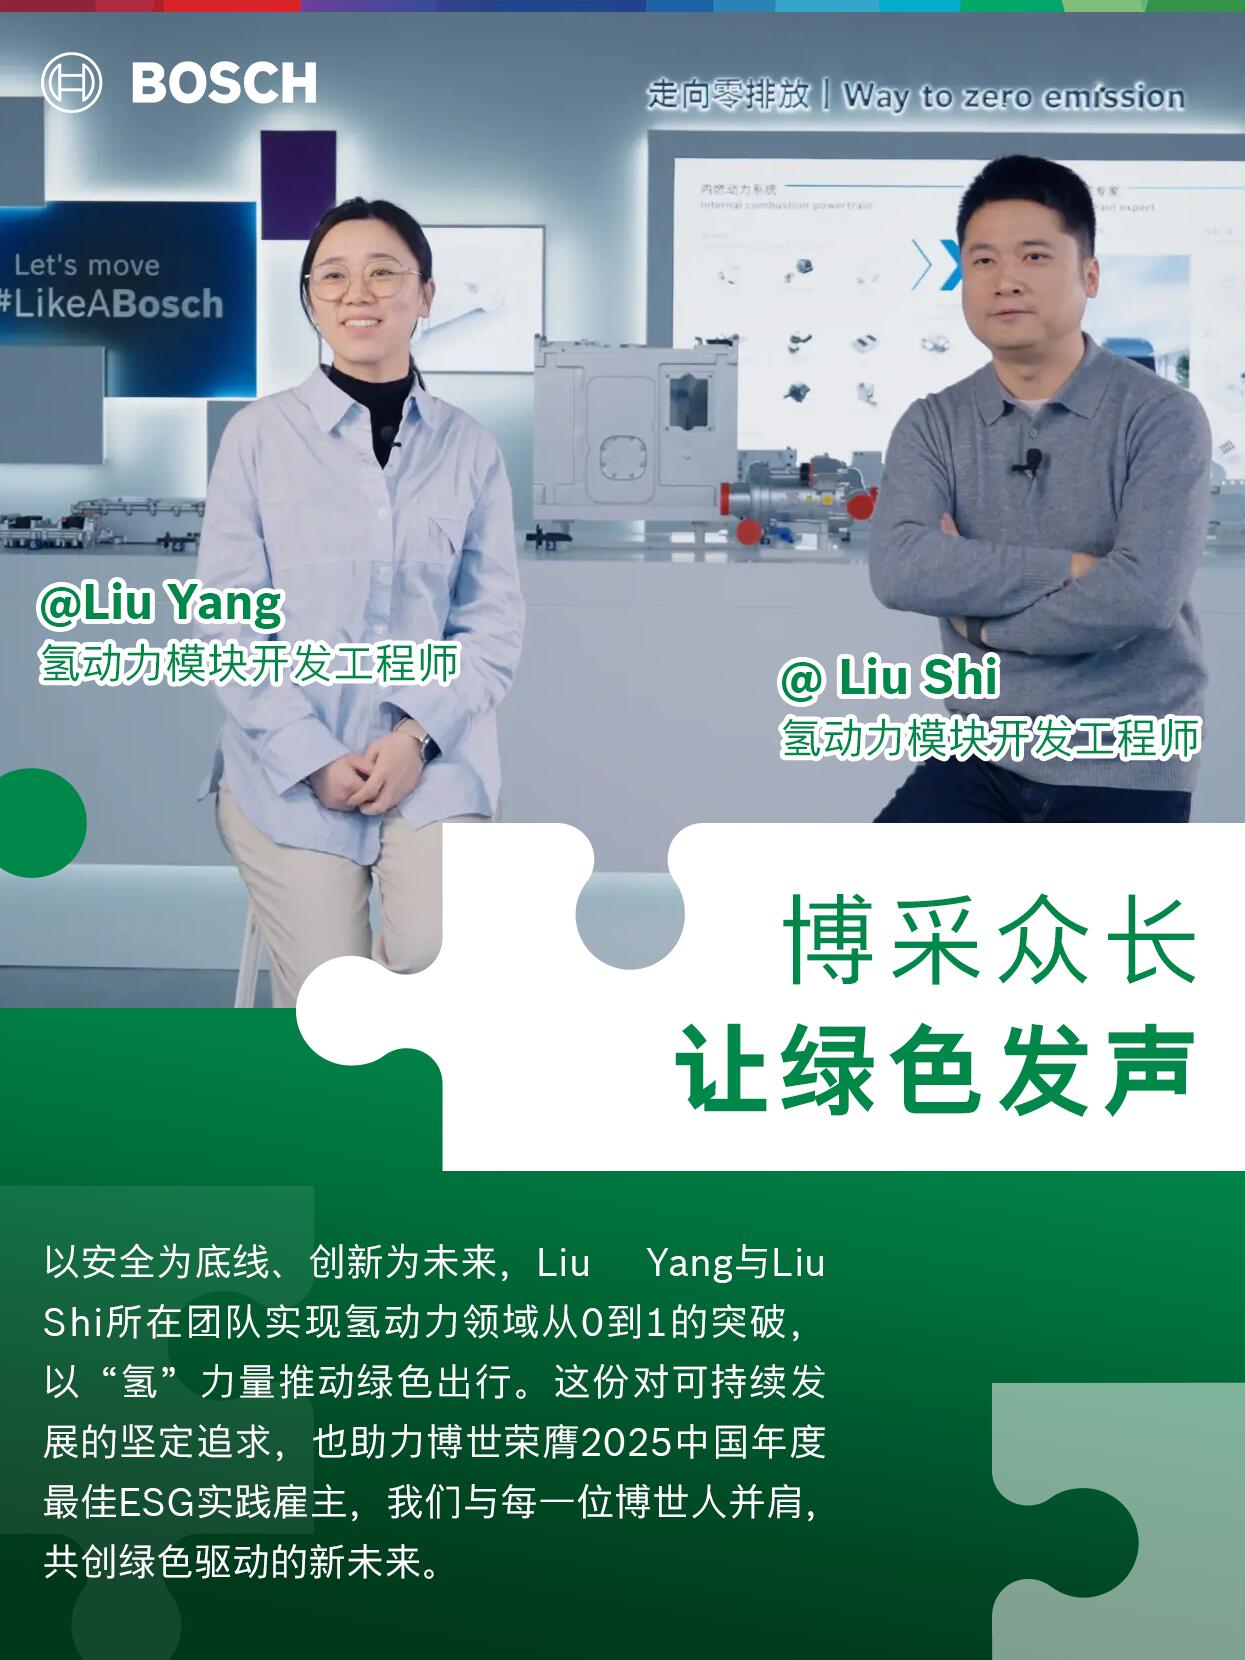 BOSCH
走向零排放 | Way to zero emission
内燃动力系统
Internal combustion powertrain
专家
train expert
Let's move
#LikeABosch
@Liu Yang
氢动力模块开发工程师
@ Liu Shi
氢动力模块开发工程师
博采众长
让绿色发声
以安全为底线、创新为未来，Liu Yang与Liu
Shi所在团队实现氢动力领域从0到1的突破，
以“氢”力量推动绿色出行。这份对可持续发
展的坚定追求，也助力博世荣膺2025中国年度
最佳ESG实践雇主，我们与每一位博世人并肩，
共创绿色驱动的新未来。